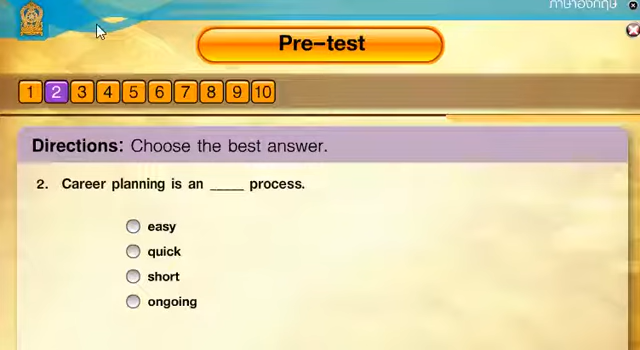 ภาษาอังกฤษ
Pre-test
1 2 3 4 5 6 7 8 9 10
Directions: Choose the best answer.
2. Career planning is an _____ process.
easy
quick
short
ongoing